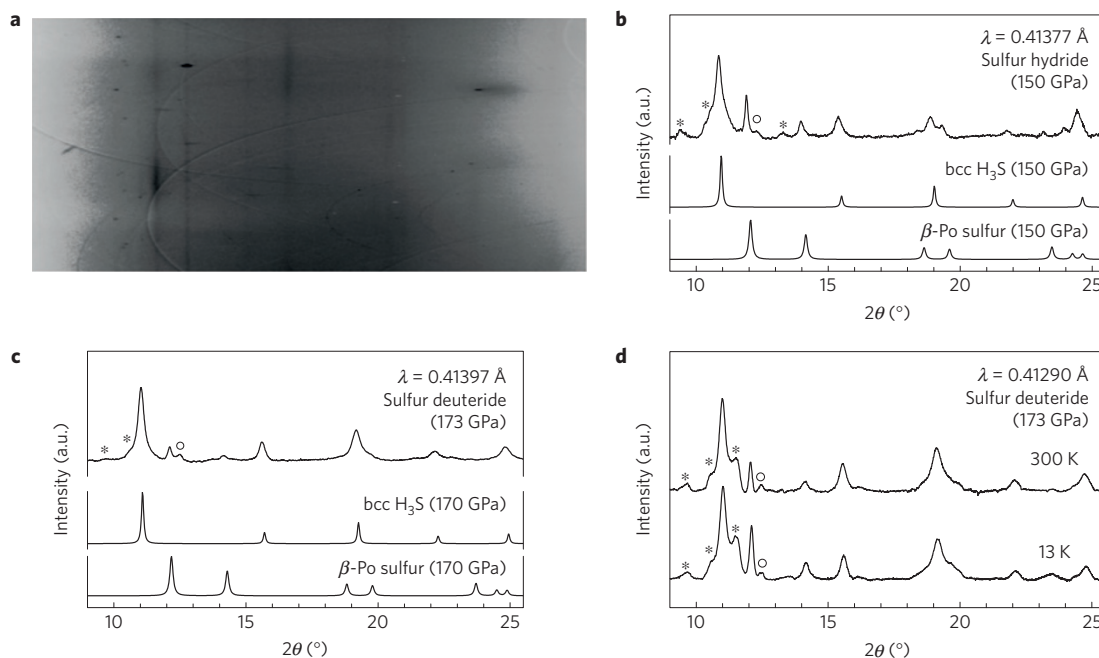 a
b
λ = 0.41377 Å
Sulfur hydride
(150 GPa)
*
*
○
*
bcc H₃S (150 GPa)
β-Po sulfur (150 GPa)
Intensity (a.u.)
10 15 20 25
2θ (°)
c
λ = 0.41397 Å
Sulfur deuteride
(173 GPa)
*
*
○
bcc H₃S (170 GPa)
β-Po sulfur (170 GPa)
Intensity (a.u.)
10 15 20 25
2θ (°)
d
λ = 0.41290 Å
Sulfur deuteride
(173 GPa)
300 K
*
*
*
○
13 K
*
*
*
○
Intensity (a.u.)
10 15 20 25
2θ (°)